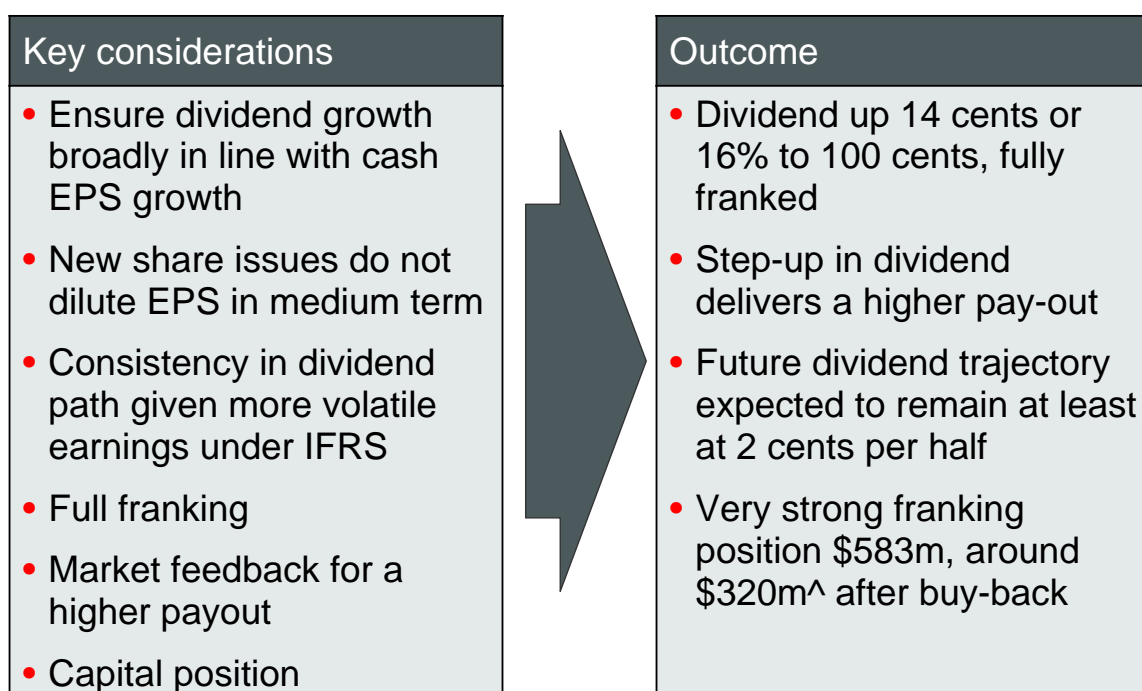 Key considerations
• Ensure dividend growth
broadly in line with cash
EPS growth
• New share issues do not
dilute EPS in medium term
• Consistency in dividend
path given more volatile
earnings under IFRS
• Full franking
• Market feedback for a
higher payout
• Capital position
Outcome
• Dividend up 14 cents or
16% to 100 cents, fully
franked
• Step-up in dividend
delivers a higher pay-out
• Future dividend trajectory
expected to remain at least
at 2 cents per half
• Very strong franking
position $583m, around
$320m^ after buy-back